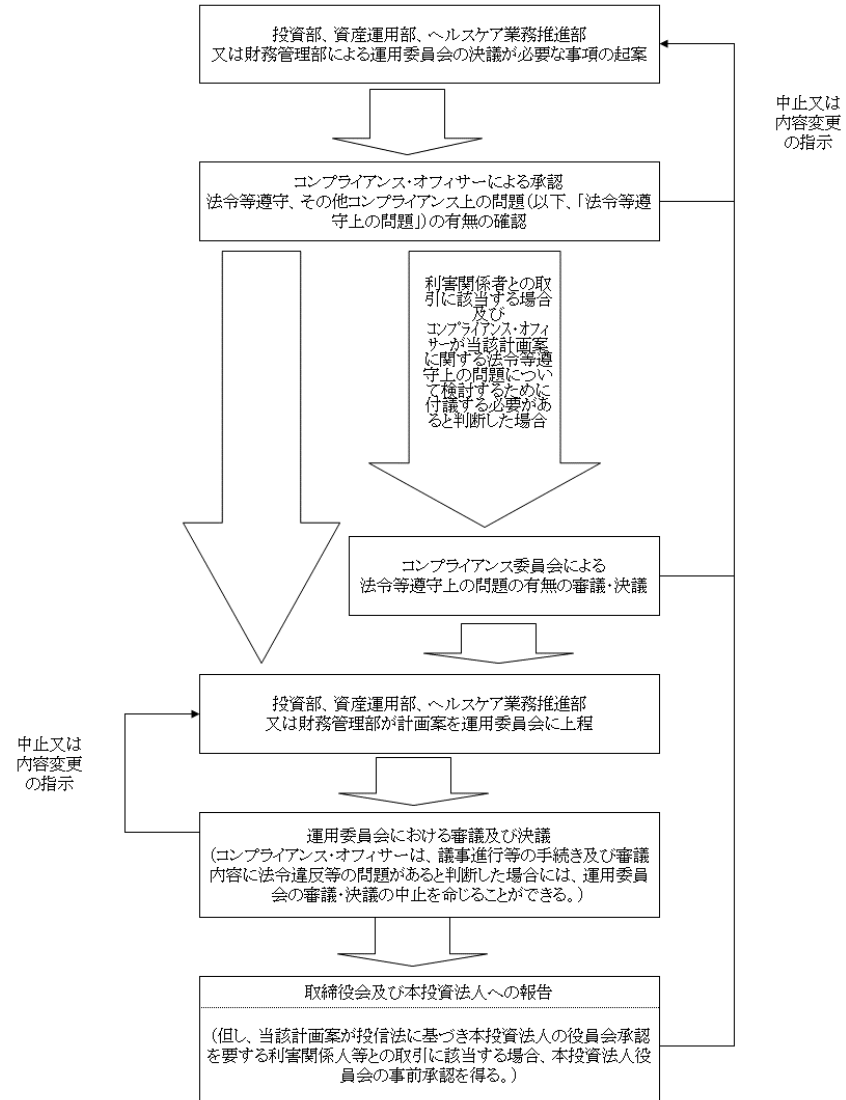 投資部、資産運用部、ヘルスケア業務推進部
又は財務管理部による運用委員会の決議が必要な事項の起案
中止又は
内容変更
の指示
コンプライアンス・オフィサーによる承認
法令等遵守、その他コンプライアンス上の問題(以下、「法令等遵
守上の問題」)の有無の確認
利害関係者との取
引に該当する場合
及び
コンプライアンス・オフィ
サーが当該計画案
に関する法令等遵
守上の問題につい
て検討するために
付議する必要があ
ると判断した場合
コンプライアンス委員会による
法令等遵守上の問題の有無の審議・決議
投資部、資産運用部、ヘルスケア業務推進部
又は財務管理部が計画案を運用委員会に上程
中止又は
内容変更
の指示
運用委員会における審議及び決議
(コンプライアンス・オフィサーは、議事進行等の手続き及び審議
内容に法令違反等の問題があると判断した場合には、運用委員
会の審議・決議の中止を命じることができる。)
取締役会及び本投資法人への報告
(但し、当該計画案が投信法に基づき本投資法人の役員会承認
を要する利害関係人等との取引に該当する場合、本投資法人役
員会の事前承認を得る。)